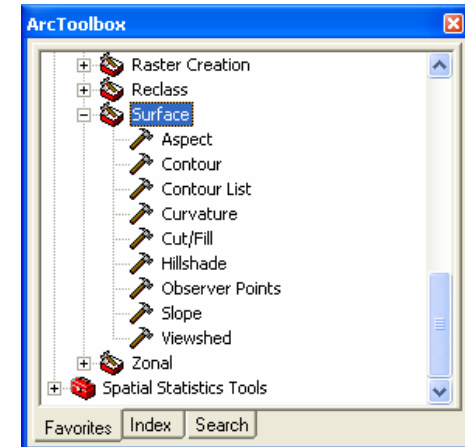 ArcToolbox
Raster Creation
Reclass
Surface
Aspect
Contour
Contour List
Curvature
Cut/Fill
Hillshade
Observer Points
Slope
Viewshed
Zonal
Spatial Statistics Tools
Favorites Index Search